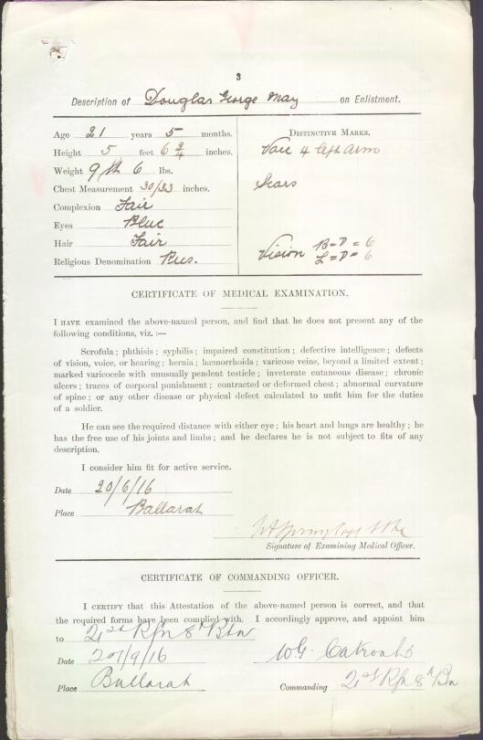 3
Description of Douglas George May on Enlistment.
Age 21 years 5 months.
Height 5 feet 6 3/4 inches.
Weight 9 st 6 lbs.
Chest Measurement 30/33 inches.
Complexion Fair
Eyes Blue
Hair Fair
Religious Denomination Pres.
DISTINCTIVE MARKS.
Vacc 4 left arm
Scars
Vision R=D=6
L=D=6
CERTIFICATE OF MEDICAL EXAMINATION.
I HAVE examined the above-named person, and find that he does not present any of the
following conditions, viz. :—
Scrofula; phthisis; syphilis; impaired constitution; defective intelligence; defects
of vision, voice, or hearing; hernia; hæmorrhoids; varicose veins, beyond a limited extent;
marked varicocele with unusually pendent testicle; inveterate cutaneous disease; chronic
ulcers; traces of corporal punishment; contracted or deformed chest; abnormal curvature
of spine; or any other disease or physical defect calculated to unfit him for the duties
of a soldier.
He can see the required distance with either eye; his heart and lungs are healthy; he
has the free use of his joints and limbs; and he declares he is not subject to fits of any
description.
I consider him fit for active service.
Date 20/6/16
Place Ballarat
Signature of Examining Medical Officer.
CERTIFICATE OF COMMANDING OFFICER.
I CERTIFY that this Attestation of the above-named person is correct, and that
the required forms have been complied with. I accordingly approve, and appoint him
to 21st Rfn 8th Btn
Date 27/9/16
Place Ballarat
Commanding 21st Rfn 8th Btn